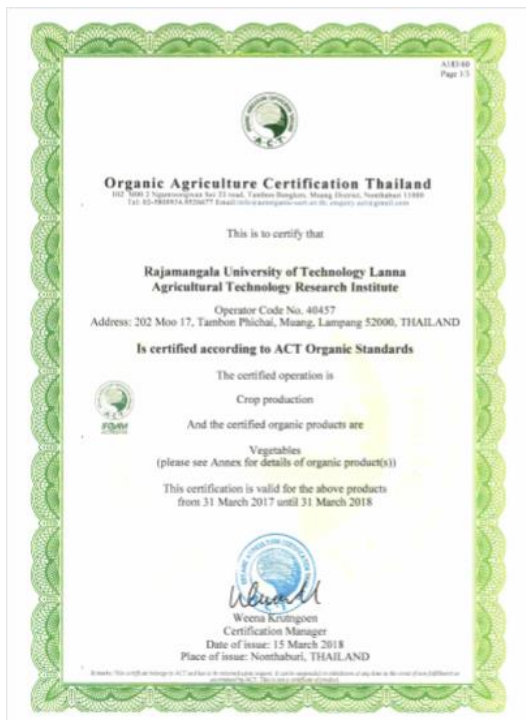 Page 1/3
ACT
Organic Agriculture Certification Thailand
This is to certify that
Rajamangala University of Technology Lanna
Agricultural Technology Research Institute
Operator Code No. 40457
Address: 202 Moo 17, Tambon Phichai, Muang, Lampang 52000, THAILAND
Is certified according to ACT Organic Standards
The certified operation is
Crop production
IFOAM
And the certified organic products are
Vegetables
(please see Annex for details of organic product(s))
This certification is valid for the above products
from 31 March 2017 until 31 March 2018
Weena Krutngoen
Certification Manager
Date of issue: 15 March 2018
Place of issue: Nonthaburi, THAILAND